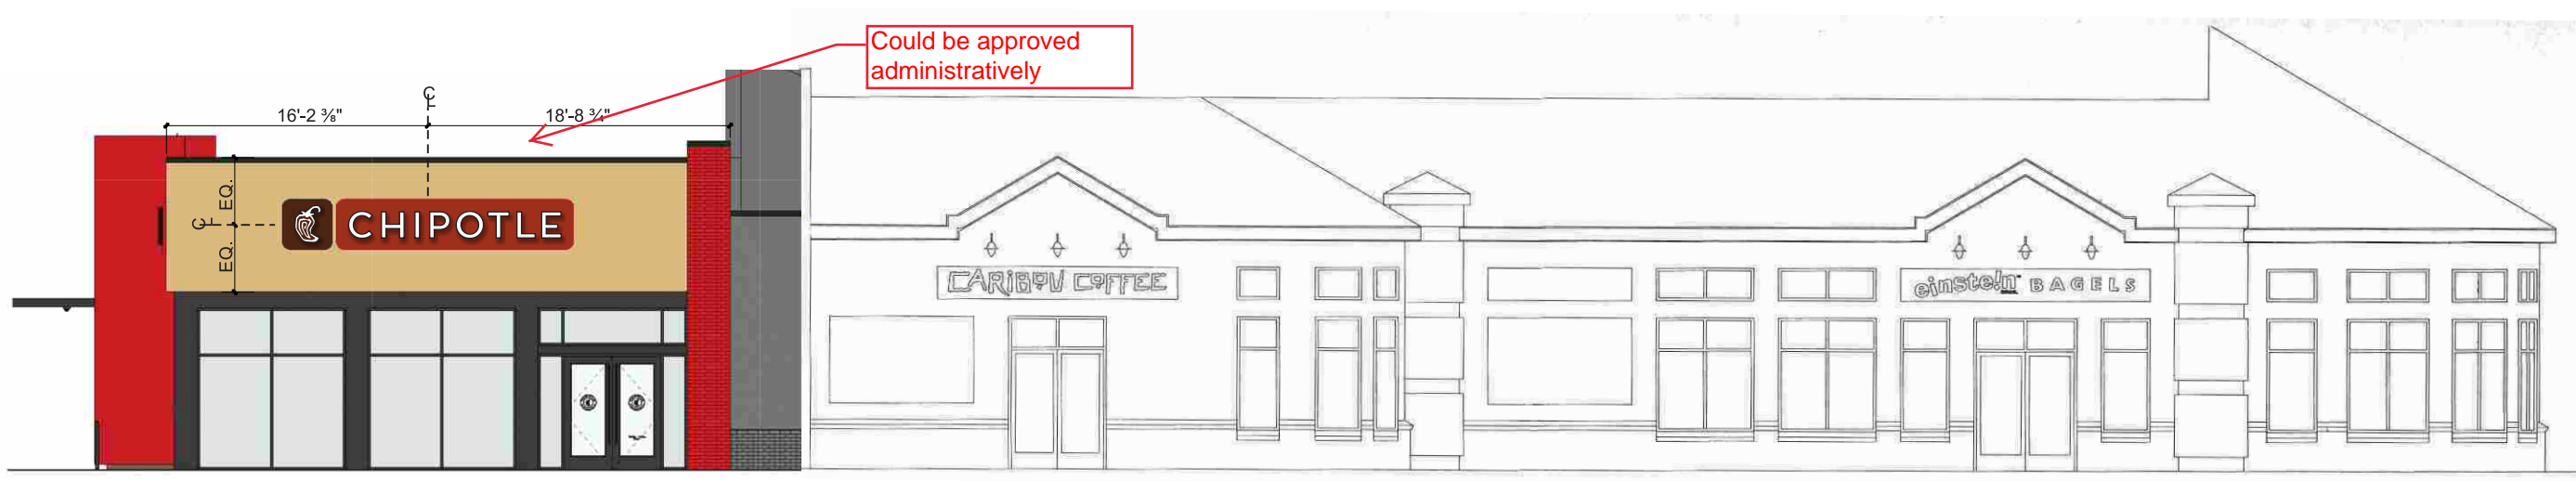 Could be approved
administratively
16'-2 ⅜"
℄
18'-8 ¾"
EQ.
℄
EQ.
CHIPOTLE
CARIBOU COFFEE
einstein BAGELS